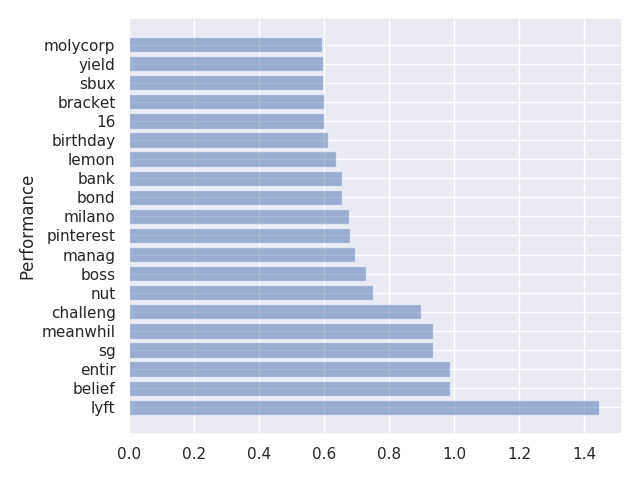 molycorp
yield
sbux
bracket
16
birthday
lemon
bank
bond
milano
pinterest
manag
boss
nut
challeng
meanwhil
sg
entir
belief
lyft
Performance
0.0 0.2 0.4 0.6 0.8 1.0 1.2 1.4